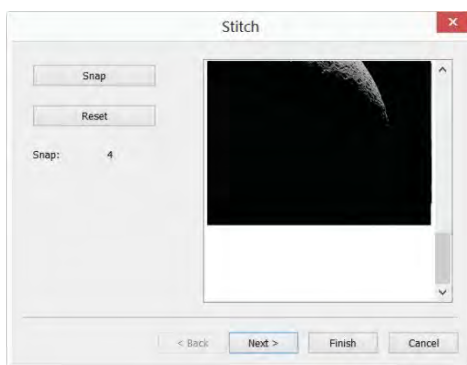 Stitch
Snap
Reset
Snap: 4
< Back Next > Finish Cancel